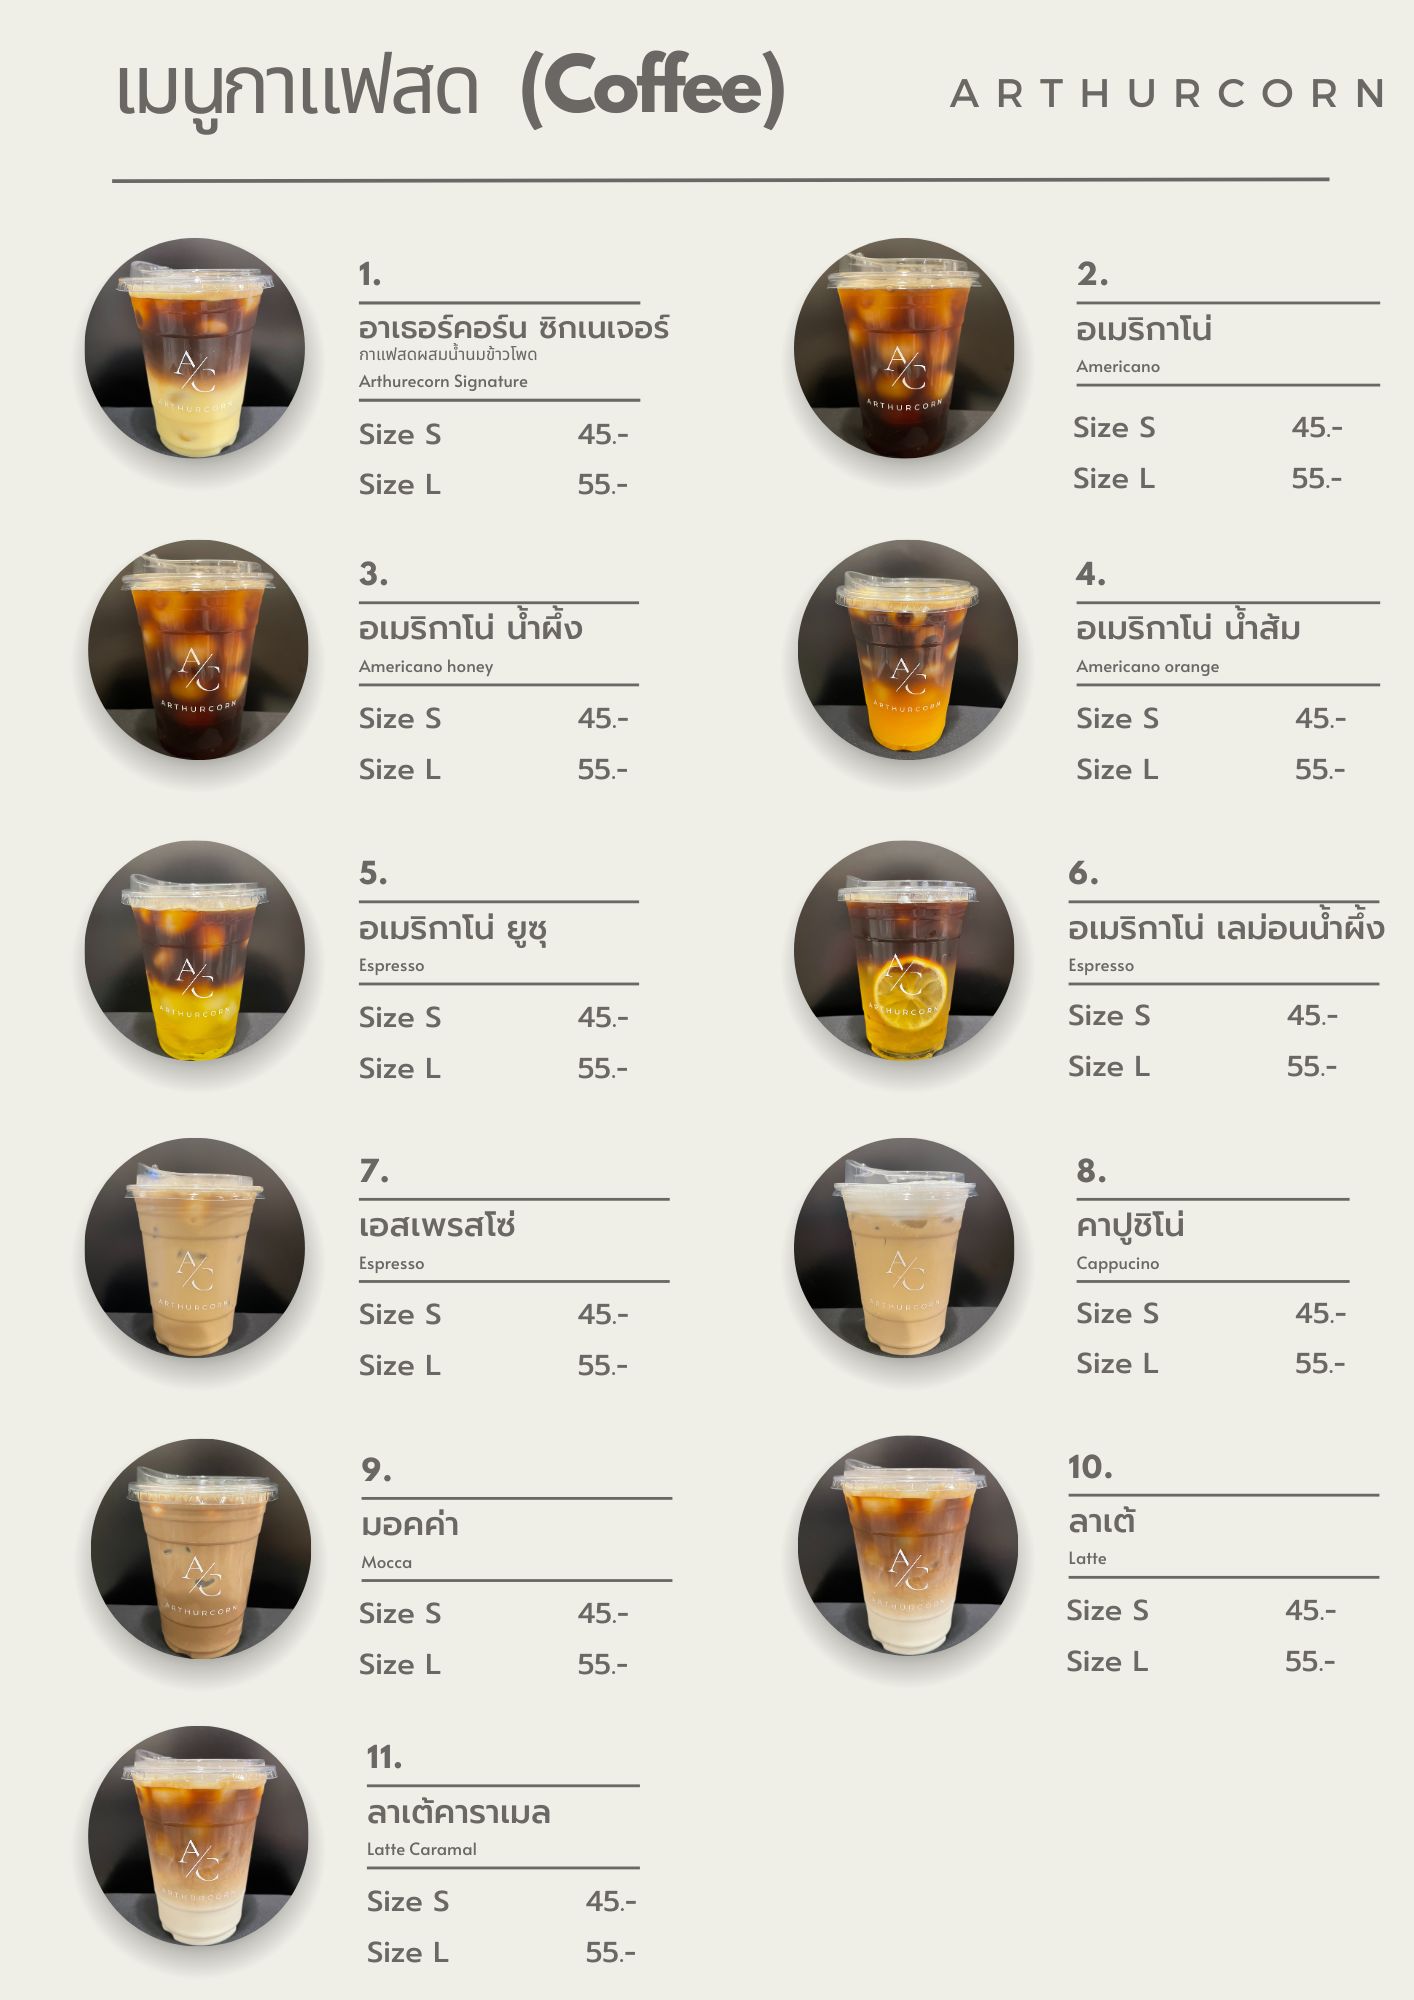 เมนูกาแฟสด (Coffee)
ARTHURCORN
1.
อาเธอร์คอร์น ซิกเนเจอร์
กาแฟสดผสมน้ำนมข้าวโพด
Arthurecorn Signature
Size S 45.-
Size L 55.-
2.
อเมริกาโน่
Americano
Size S 45.-
Size L 55.-
3.
อเมริกาโน่ น้ำผึ้ง
Americano honey
Size S 45.-
Size L 55.-
4.
อเมริกาโน่ น้ำส้ม
Americano orange
Size S 45.-
Size L 55.-
5.
อเมริกาโน่ ยูซุ
Espresso
Size S 45.-
Size L 55.-
6.
อเมริกาโน่ เลม่อนน้ำผึ้ง
Espresso
Size S 45.-
Size L 55.-
7.
เอสเพรสโซ่
Espresso
Size S 45.-
Size L 55.-
8.
คาปูชิโน่
Cappucino
Size S 45.-
Size L 55.-
9.
มอคค่า
Mocca
Size S 45.-
Size L 55.-
10.
ลาเต้
Latte
Size S 45.-
Size L 55.-
11.
ลาเต้คาราเมล
Latte Caramal
Size S 45.-
Size L 55.-
A/C
ARTHURCORN
A/C
ARTHURCORN
A/C
ARTHURCORN
A/C
ARTHURCORN
A/C
ARTHURCORN
A/C
ARTHURCORN
A/C
ARTHURCORN
A/C
ARTHURCORN
A/C
ARTHURCORN
A/C
ARTHURCORN
A/C
ARTHURCORN